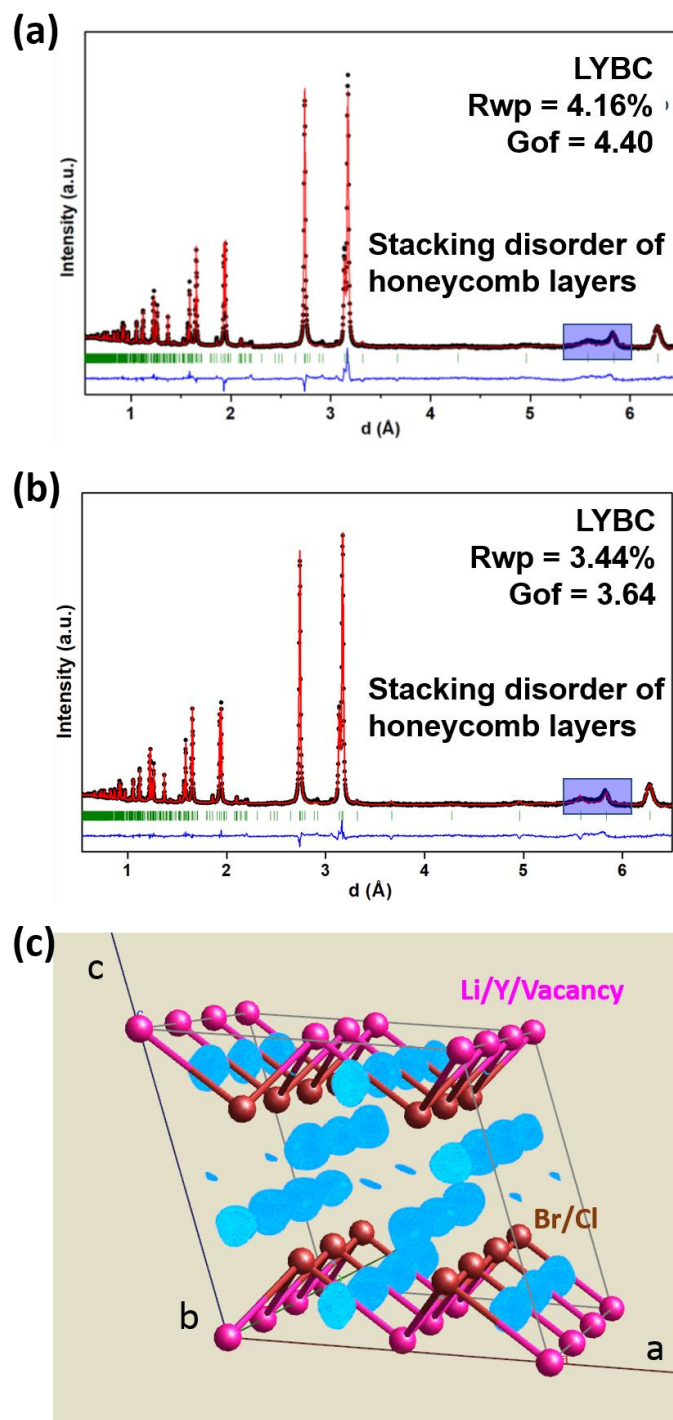 (a)
LYBC
Rwp = 4.16%
Gof = 4.40
Stacking disorder of
honeycomb layers
Intensity (a.u.)
1 2 3 4 5 6
d (Å)
(b)
LYBC
Rwp = 3.44%
Gof = 3.64
Stacking disorder of
honeycomb layers
Intensity (a.u.)
1 2 3 4 5 6
d (Å)
(c)
c
Li/Y/Vacancy
Br/Cl
b
a